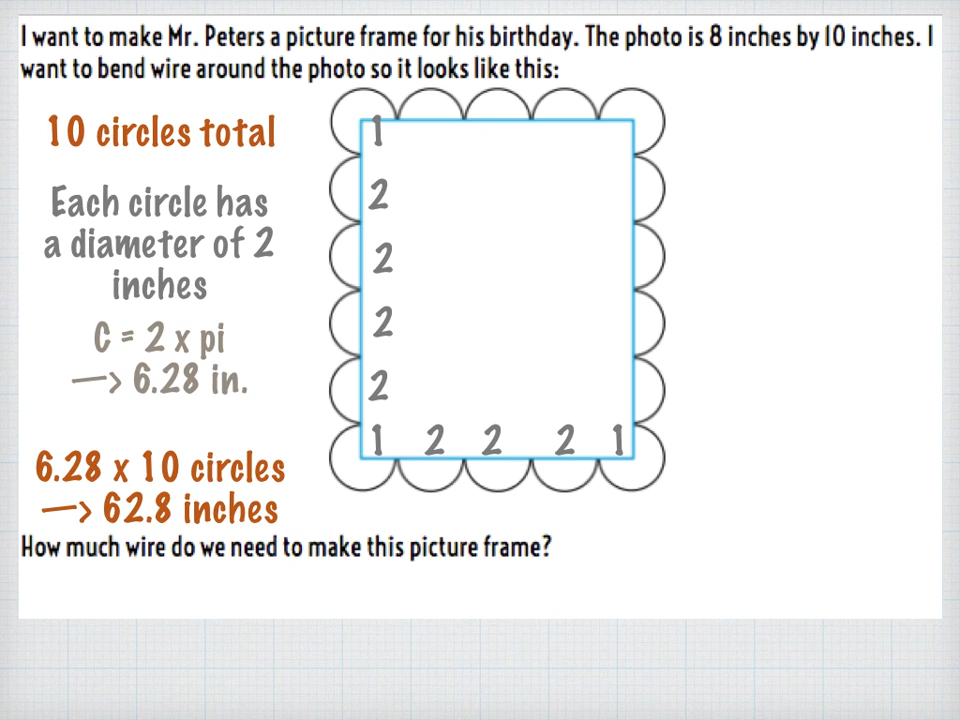 I want to make Mr. Peters a picture frame for his birthday. The photo is 8 inches by 10 inches. I
want to bend wire around the photo so it looks like this:
10 circles total
Each circle has
a diameter of 2
inches
C = 2 x pi
—> 6.28 in.
6.28 x 10 circles
—> 62.8 inches
1
2
2
2
2
1 2 2 2 1
How much wire do we need to make this picture frame?